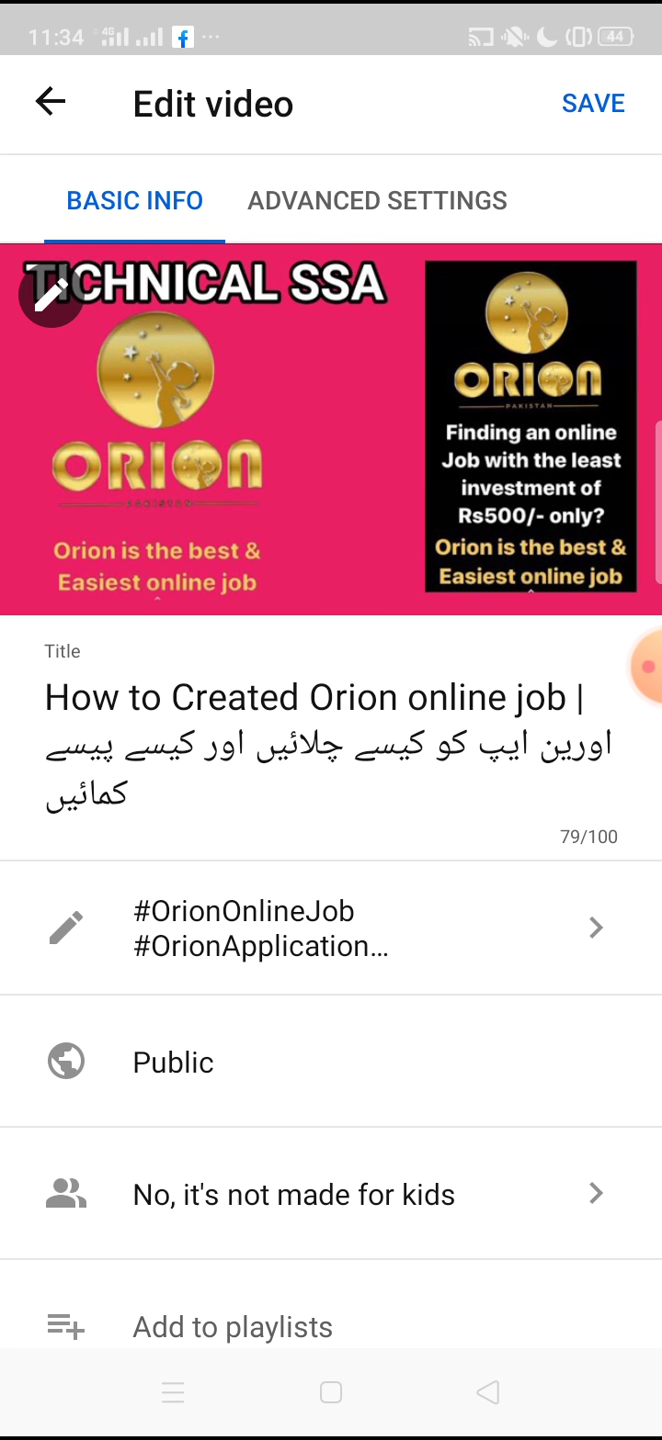 11:34
4G
f
44
Edit video
SAVE
BASIC INFO
ADVANCED SETTINGS
TICHNICAL SSA
ORION
PAKISTAN
Orion is the best &
Easiest online job
ORION
PAKISTAN
Finding an online
Job with the least
investment of
Rs500/- only?
Orion is the best &
Easiest online job
Title
How to Created Orion online job |
اورین ایپ کو کیسے چلائیں اور کیسے پیسے
کمائیں
79/100
#OrionOnlineJob
#OrionApplication...
Public
No, it's not made for kids
Add to playlists